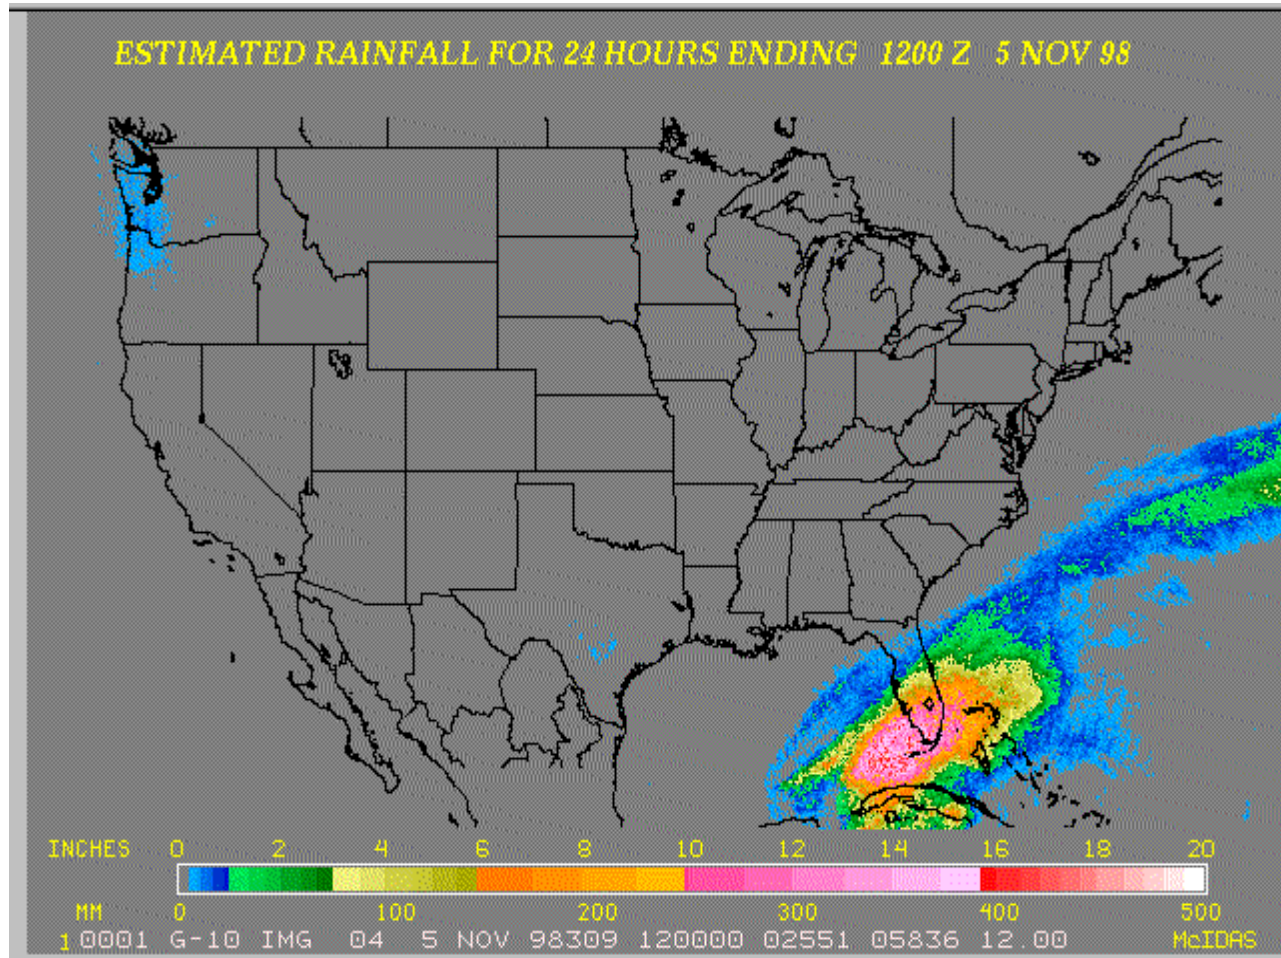 ESTIMATED RAINFALL FOR 24 HOURS ENDING 1200 Z 5 NOV 98
INCHES 0 2 4 6 8 10 12 14 16 18 20
MM 0 100 200 300 400 500
1 0001 G-10 IMG 04 5 NOV 98309 120000 02551 05836 12.00 McIDAS